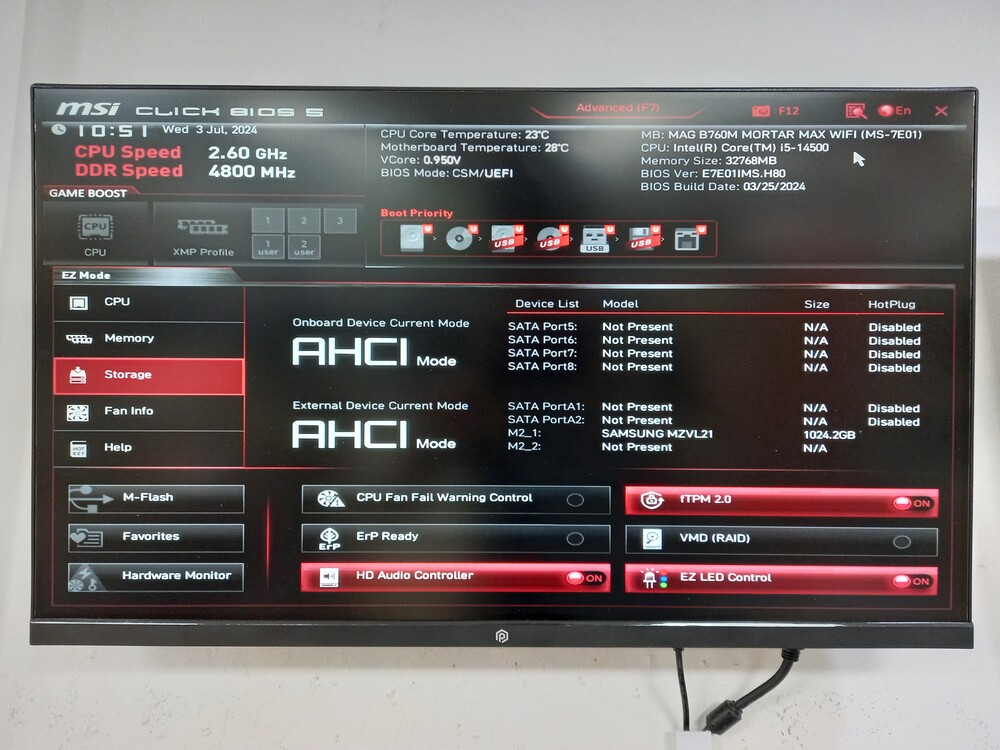 msi CLICK BIOS 5
Advanced (F7)
F12
En
X
10:51 Wed 3 Jul, 2024
CPU Speed 2.60 GHz
DDR Speed 4800 MHz
CPU Core Temperature: 23°C
Motherboard Temperature: 28°C
VCore: 0.950V
BIOS Mode: CSM/UEFI
MB: MAG B760M MORTAR MAX WIFI (MS-7E01)
CPU: Intel(R) Core(TM) i5-14500
Memory Size: 32768MB
BIOS Ver: E7E01IMS.H80
BIOS Build Date: 03/25/2024
GAME BOOST
CPU
CPU
XMP Profile
1 2 3
1 user 2 user
Boot Priority
U U U U U U U
USB USB USB USB
EZ Mode
CPU
Memory
Storage
Fan Info
HOT KEY
Help
Onboard Device Current Mode
AHCI Mode
External Device Current Mode
AHCI Mode
Device List Model Size HotPlug
SATA Port5: Not Present N/A Disabled
SATA Port6: Not Present N/A Disabled
SATA Port7: Not Present N/A Disabled
SATA Port8: Not Present N/A Disabled
SATA PortA1: Not Present N/A Disabled
SATA PortA2: Not Present N/A Disabled
M2_1: SAMSUNG MZVL21 1024.2GB
M2_2: Not Present N/A
M-Flash
Favorites
Hardware Monitor
CPU Fan Fail Warning Control
ErP
ErP Ready
HD Audio Controller ON
fTPM 2.0 ON
VMD (RAID)
EZ LED Control ON